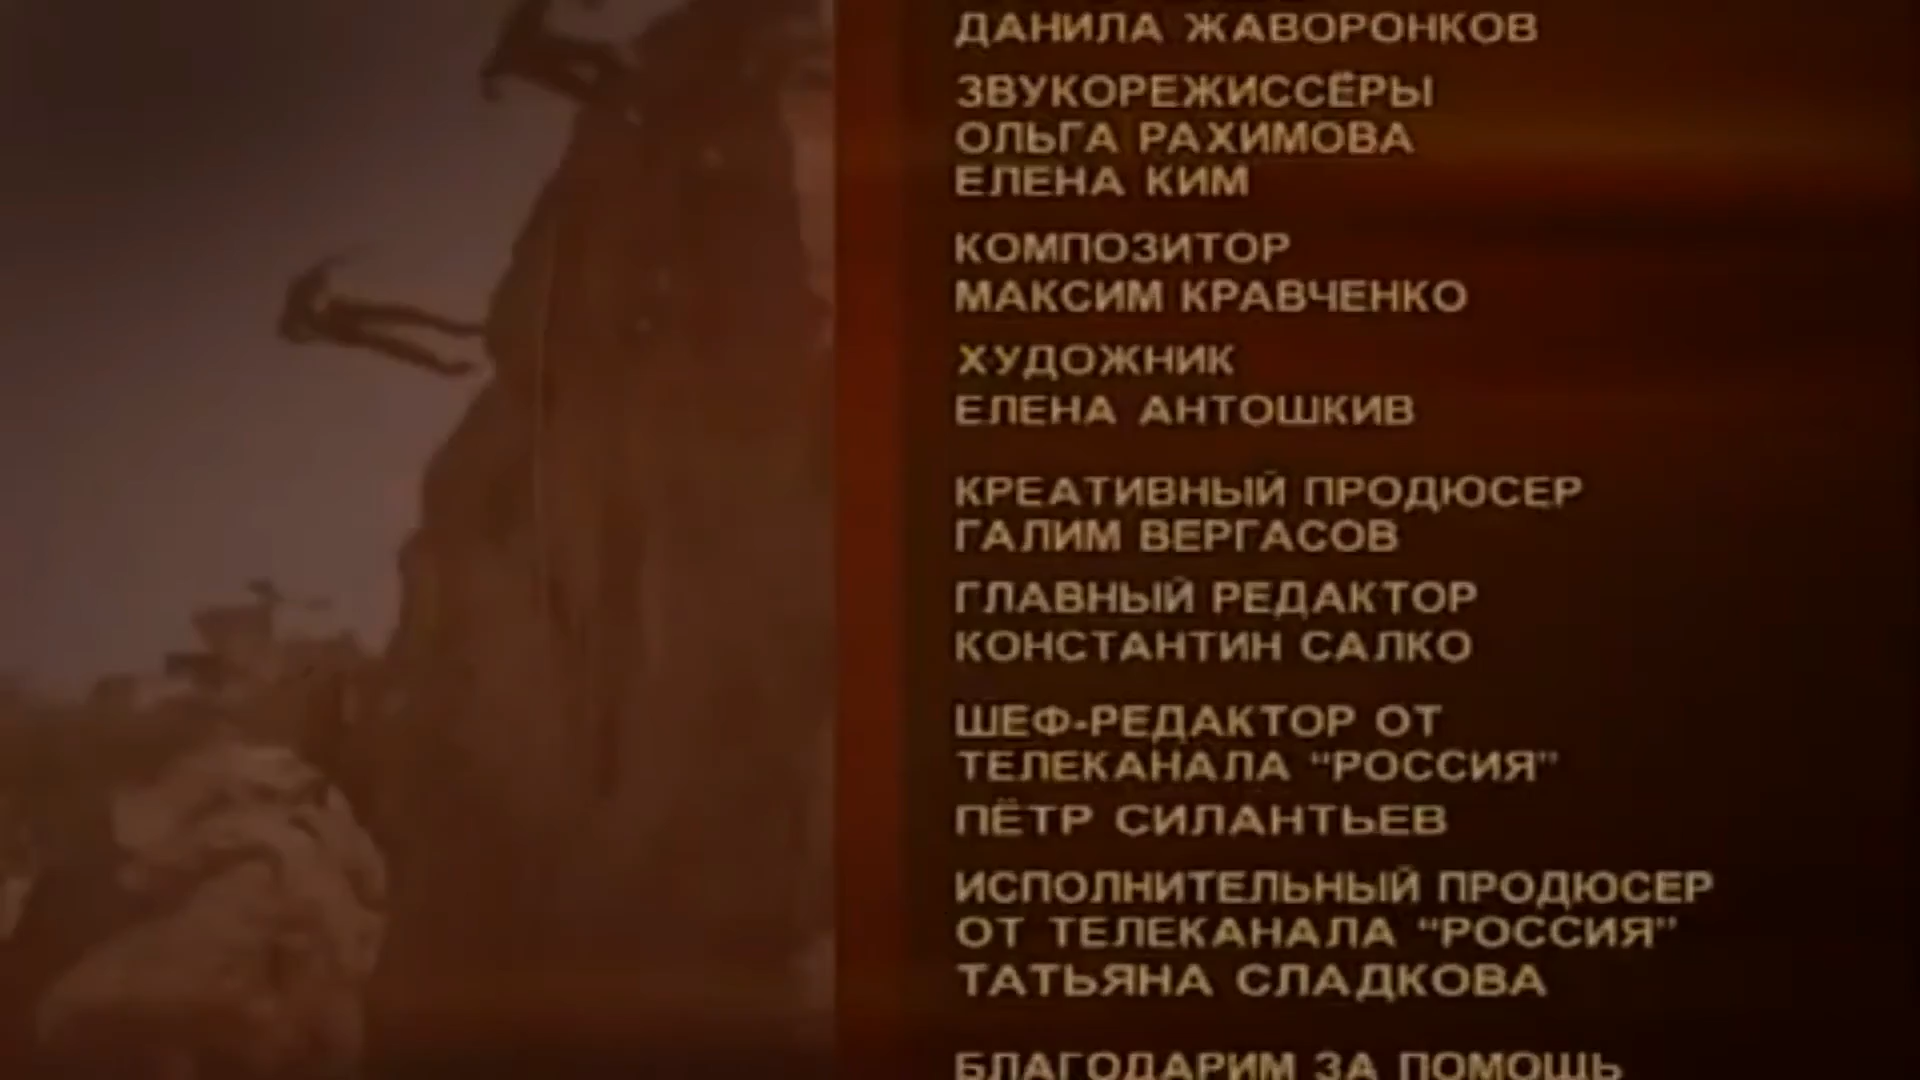 ДАНИЛА ЖАВОРОНКОВ
ЗВУКОРЕЖИССЁРЫ
ОЛЬГА РАХИМОВА
ЕЛЕНА КИМ
КОМПОЗИТОР
МАКСИМ КРАВЧЕНКО
ХУДОЖНИК
ЕЛЕНА АНТОШКИВ
КРЕАТИВНЫЙ ПРОДЮСЕР
ГАЛИМ ВЕРГАСОВ
ГЛАВНЫЙ РЕДАКТОР
КОНСТАНТИН САЛКО
ШЕФ-РЕДАКТОР ОТ
ТЕЛЕКАНАЛА “РОССИЯ”
ПЁТР СИЛАНТЬЕВ
ИСПОЛНИТЕЛЬНЫЙ ПРОДЮСЕР
ОТ ТЕЛЕКАНАЛА “РОССИЯ”
ТАТЬЯНА СЛАДКОВА
БЛАГОДАРИМ ЗА ПОМОЩЬ